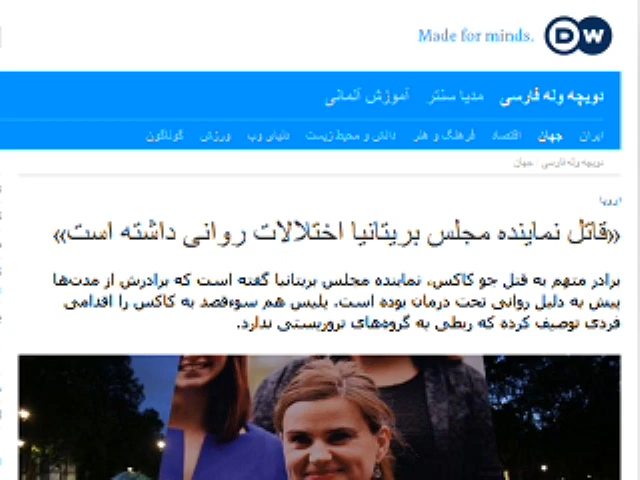 Made for minds. DW
دویچه وله فارسی مدیا سنتر آموزش آلمانی
ایران جهان اقتصاد فرهنگ و هنر دانش و محیط زیست دنیای وب ورزش گوناگون
دویچه وله فارسی / جهان
اروپا
«قاتل نماینده مجلس بریتانیا اختلالات روانی داشته است»
برادر متهم به قتل جو کاکس، نماینده مجلس بریتانیا گفته است که برادرش از مدت‌ها
پیش به دلیل روانی تحت درمان بوده است. پلیس هم سوءقصد به کاکس را اقدامی
فردی توصیف کرده که ربطی به گروه‌های تروریستی ندارد.